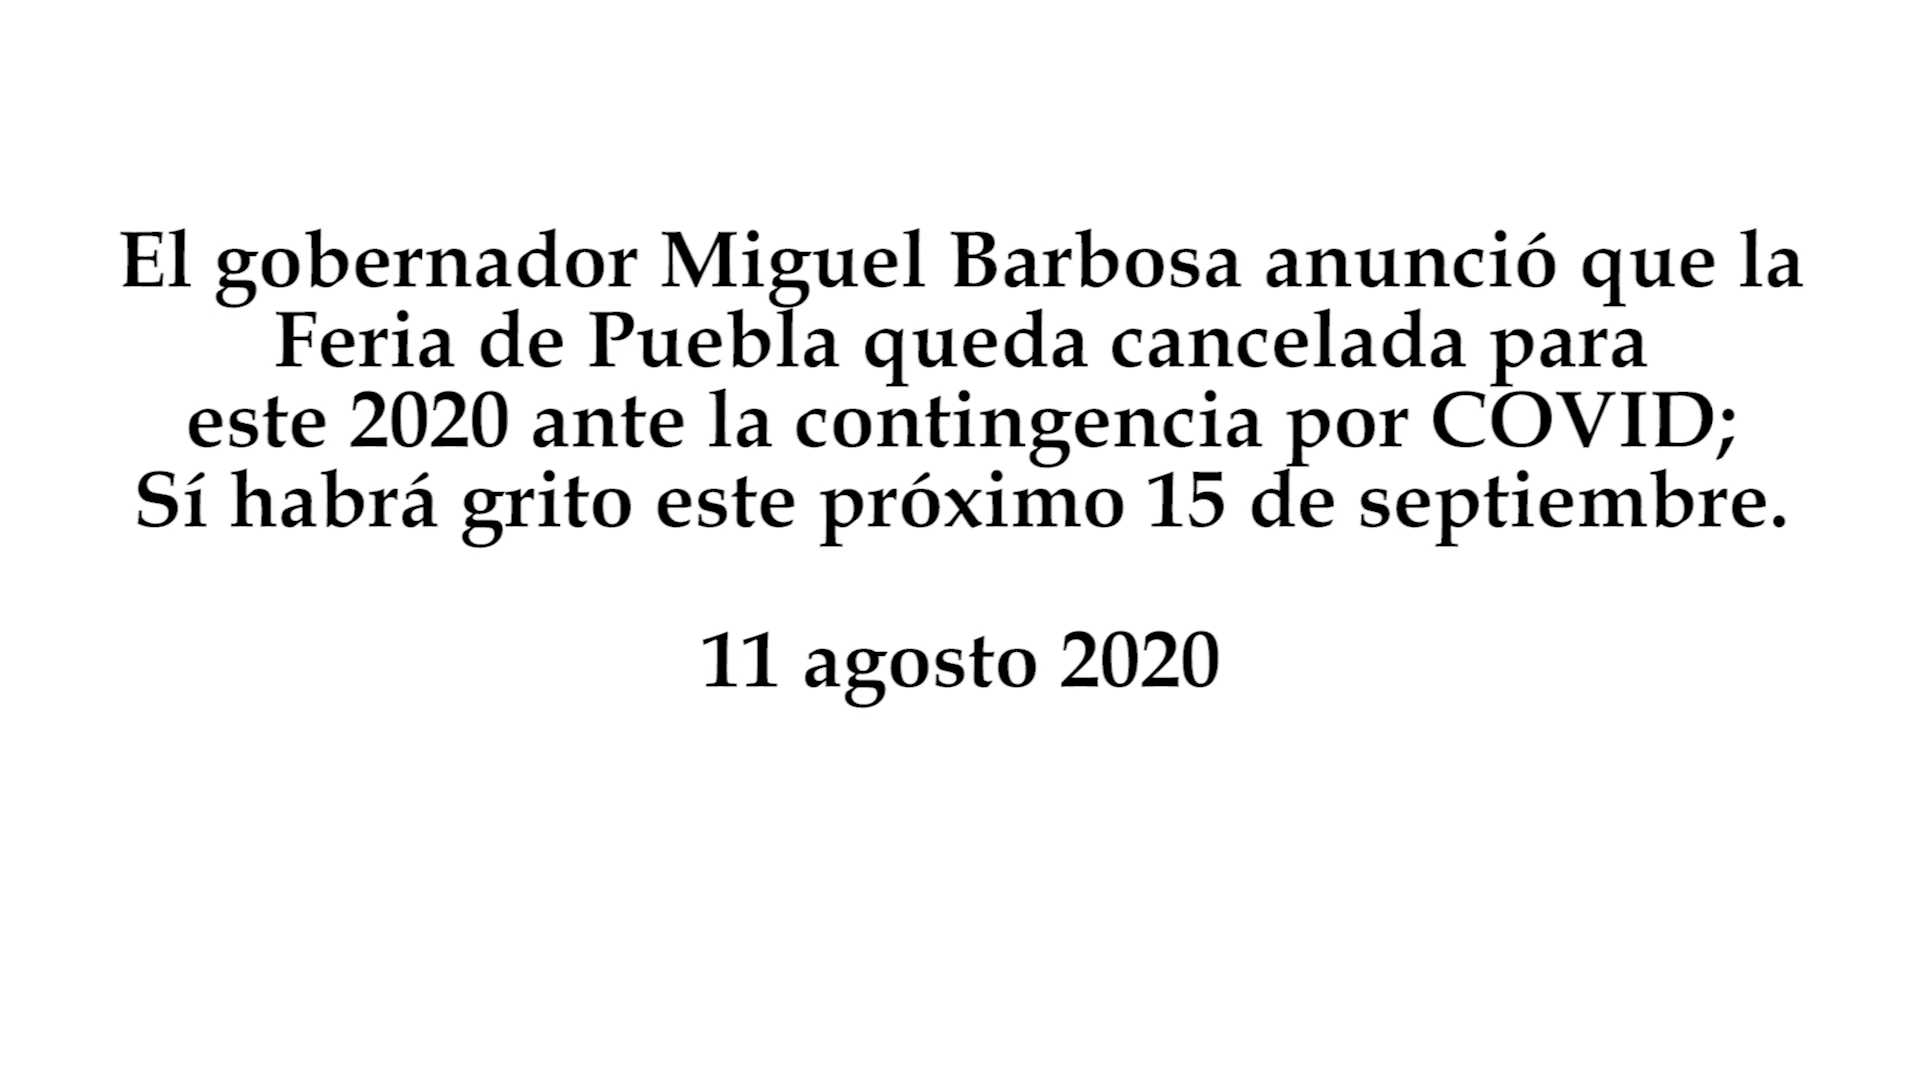 El gobernador Miguel Barbosa anunció que la
Feria de Puebla queda cancelada para
este 2020 ante la contingencia por COVID;
Sí habrá grito este próximo 15 de septiembre.
11 agosto 2020